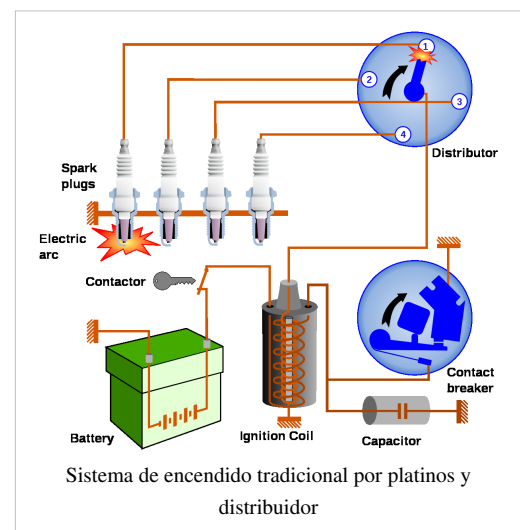 1
2
3
4
Distributor
Spark
plugs
Electric
arc
Contactor
Contact
breaker
Battery
Ignition Coil
Capacitor
Sistema de encendido tradicional por platinos y
distribuidor